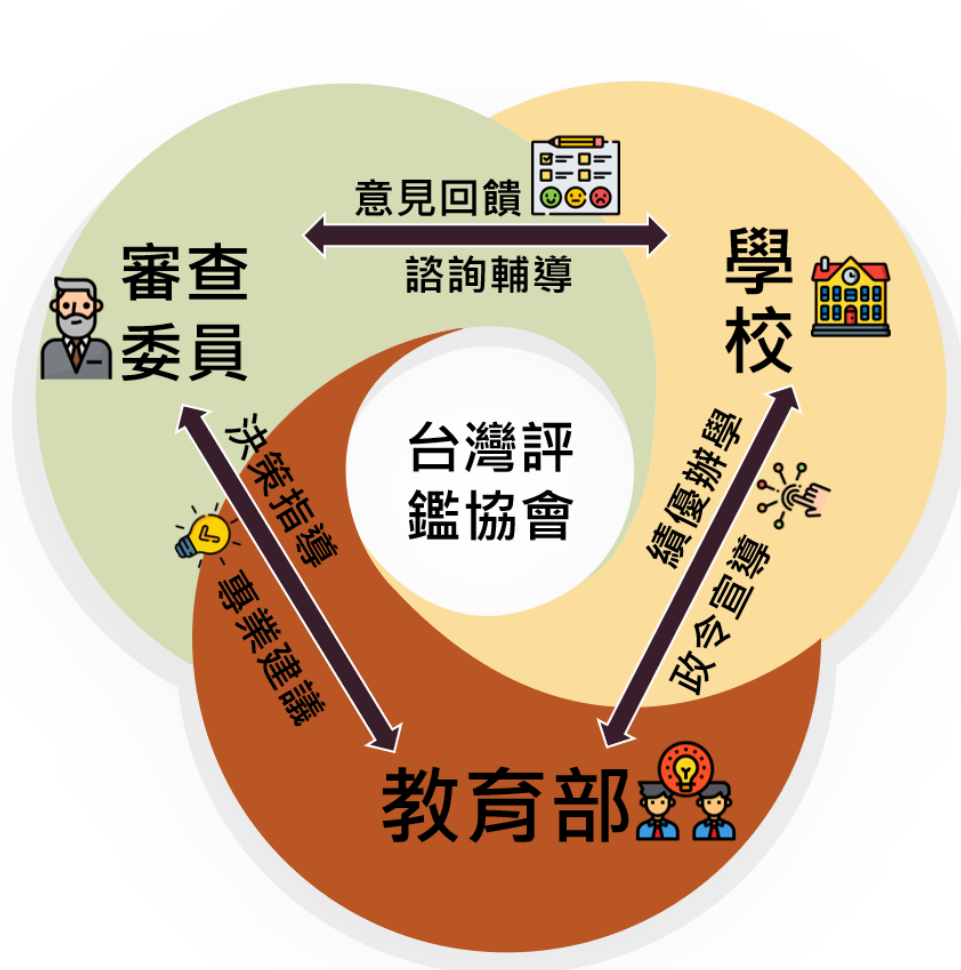 意見回饋
諮詢輔導
審查
委員
學
校
台灣評
鑑協會
決策指導
專業建議
績優辦學
政令宣導
教育部